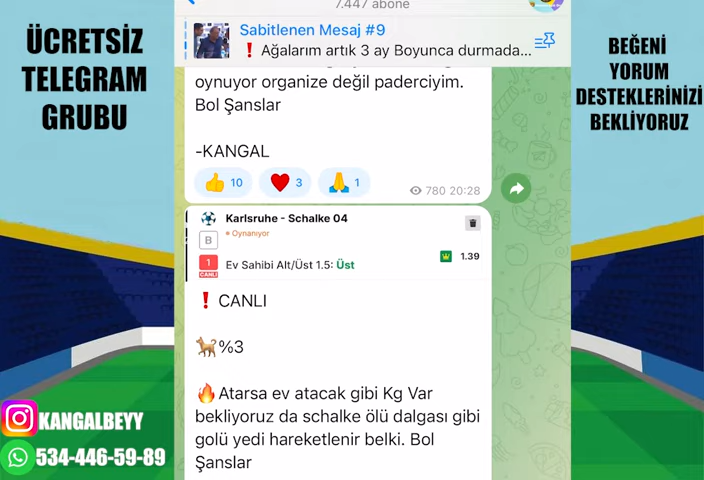 ÜCRETSİZ
TELEGRAM
GRUBU
BEĞENİ
YORUM
DESTEKLERİNİZİ
BEKLİYORUZ
7.447 abone
Sabitlenen Mesaj #9
❗ Ağalarım artık 3 ay Boyunca durmada...
oynuyor organize değil paderciyim.
Bol Şanslar
-KANGAL
👍 10 ❤️ 3 🙏 1
780 20:28
Karlsruhe - Schalke 04
B
Oynanıyor
1
CANLI
Ev Sahibi Alt/Üst 1.5: Üst
1.39
❗ CANLI
🐕%3
🔥Atarsa ev atacak gibi Kg Var
bekliyoruz da schalke ölü dalgası gibi
golü yedi hareketlenir belki. Bol
Şanslar
KANGALBEYY
534-446-59-89